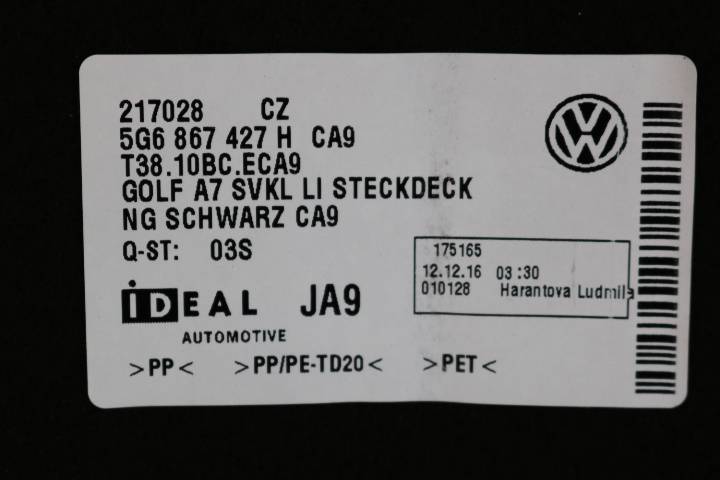 217028 CZ
5G6 867 427 H CA9
T38.10BC.ECA9
GOLF A7 SVKL LI STECKDECK
NG SCHWARZ CA9
Q-ST: 03S
175165
12.12.16 03:30
010128 Harantova Ludmila
iDEAL JA9
AUTOMOTIVE
>PP< >PP/PE-TD20< >PET<